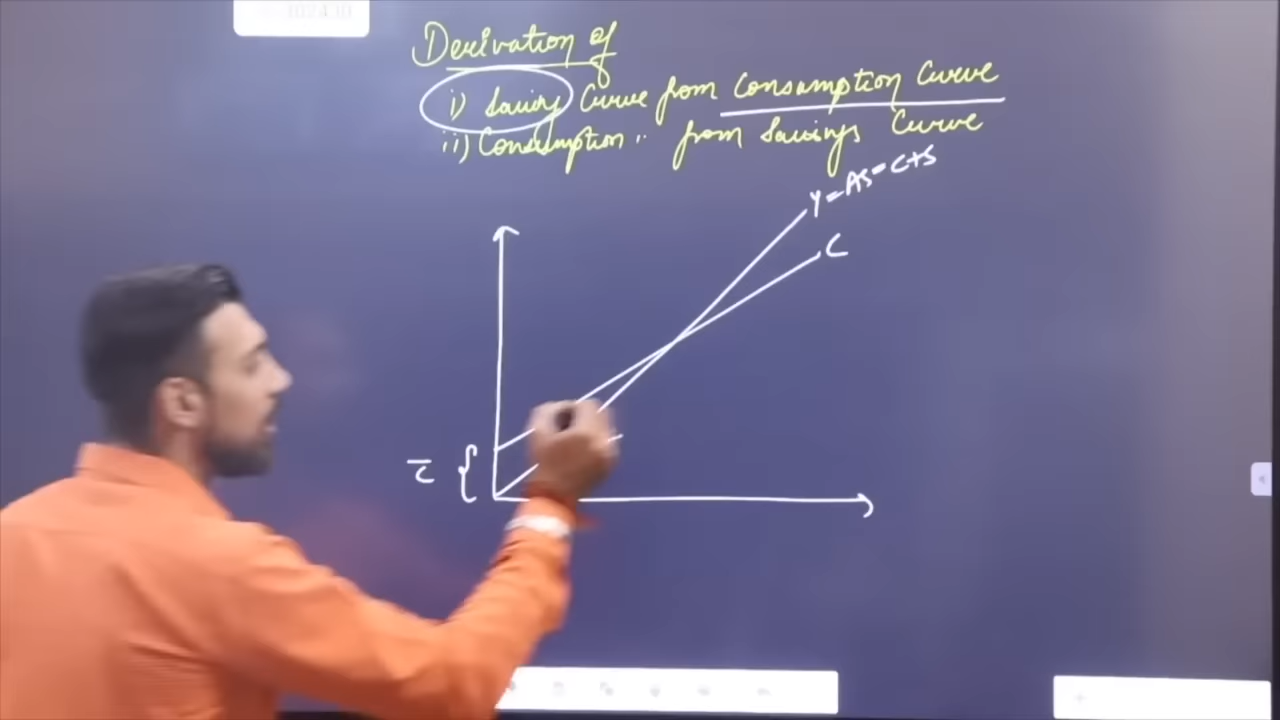 Derivation of
i) Saving Curve from Consumption Curve
ii) Consumption " from Savings Curve
Y=AS=C+S
C
C̄ {